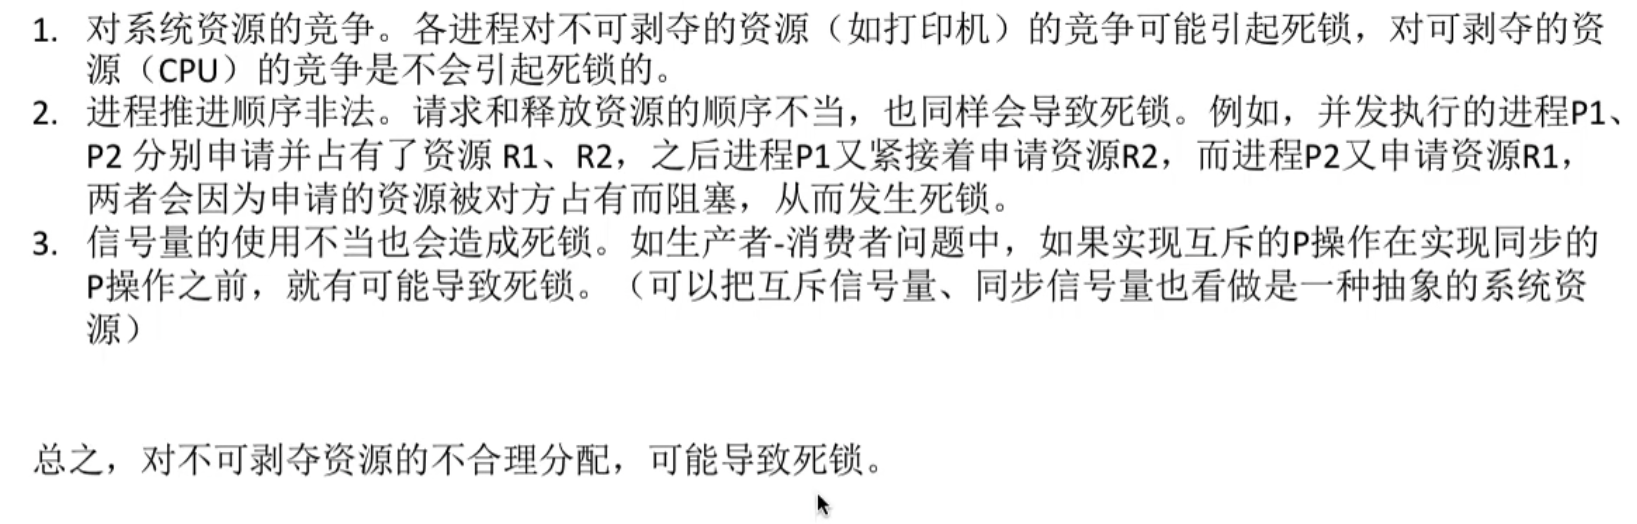 1. 对系统资源的竞争。各进程对不可剥夺的资源（如打印机）的竞争可能引起死锁，对可剥夺的资
源（CPU）的竞争是不会引起死锁的。
2. 进程推进顺序非法。请求和释放资源的顺序不当，也同样会导致死锁。例如，并发执行的进程P1、
P2 分别申请并占有了资源 R1、R2，之后进程P1又紧接着申请资源R2，而进程P2又申请资源R1，
两者会因为申请的资源被对方占有而阻塞，从而发生死锁。
3. 信号量的使用不当也会造成死锁。如生产者-消费者问题中，如果实现互斥的P操作在实现同步的
P操作之前，就有可能导致死锁。（可以把互斥信号量、同步信号量也看做是一种抽象的系统资
源）
总之，对不可剥夺资源的不合理分配，可能导致死锁。